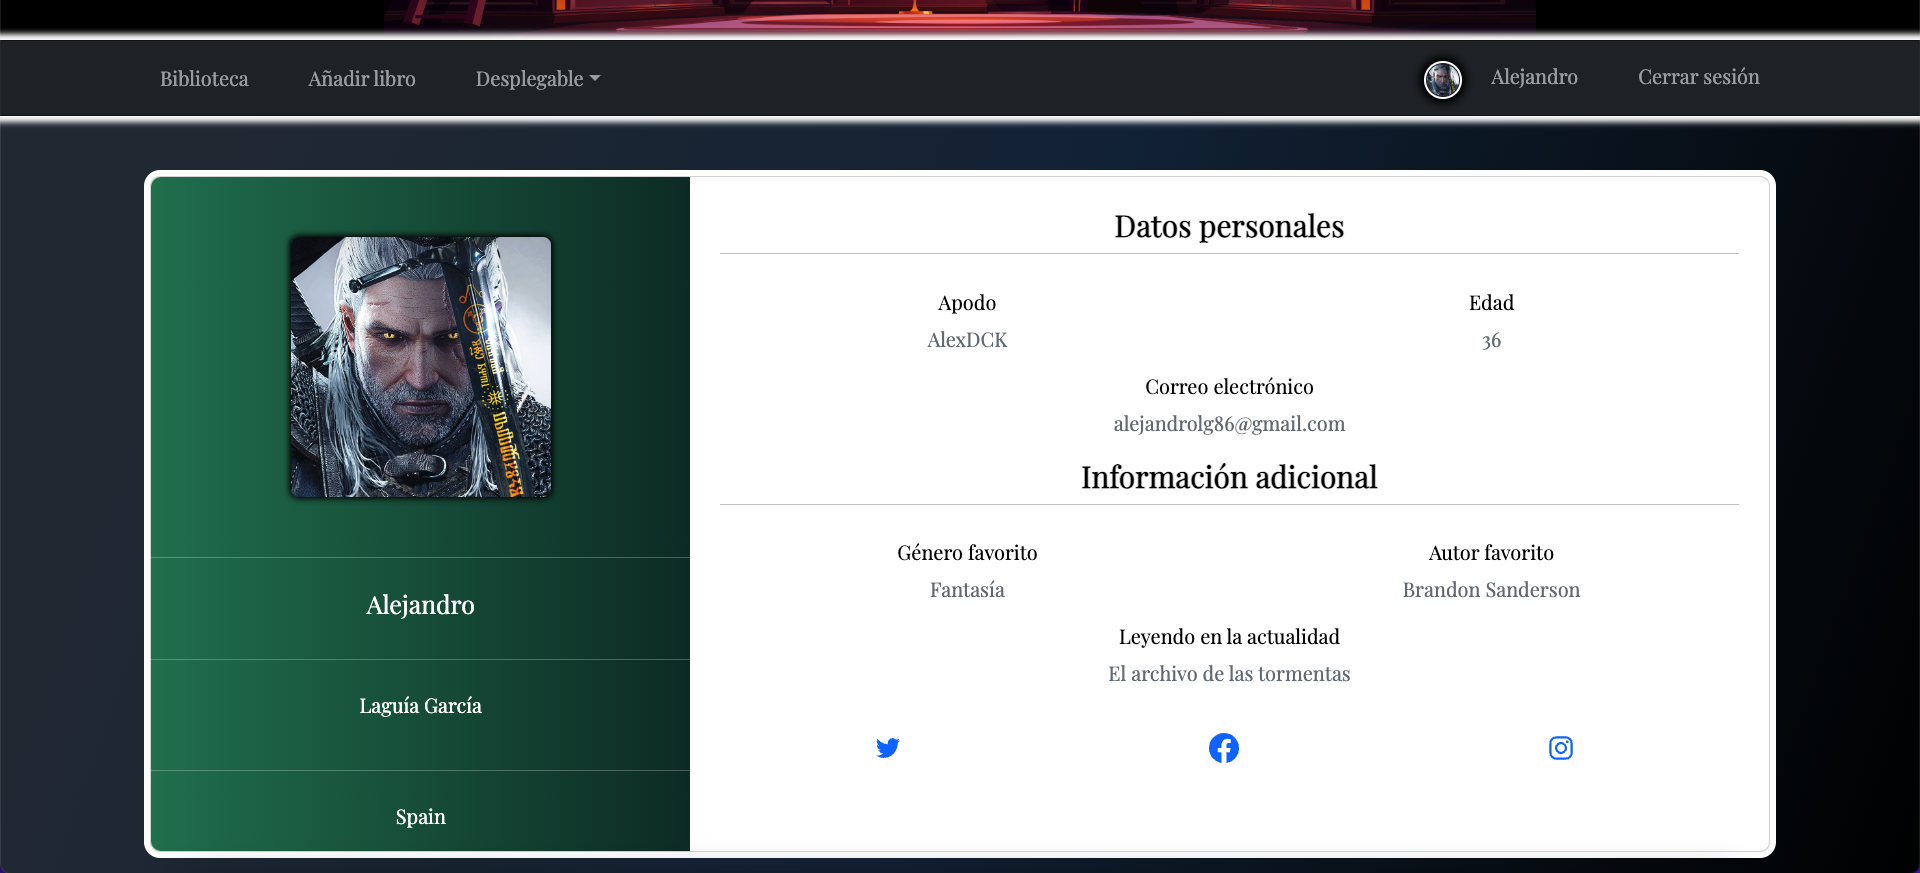 Biblioteca
Añadir libro
Desplegable
Alejandro
Cerrar sesión
Alejandro
Laguía García
Spain
Datos personales
Apodo
AlexDCK
Edad
36
Correo electrónico
alejandrolg86@gmail.com
Información adicional
Género favorito
Fantasía
Autor favorito
Brandon Sanderson
Leyendo en la actualidad
El archivo de las tormentas